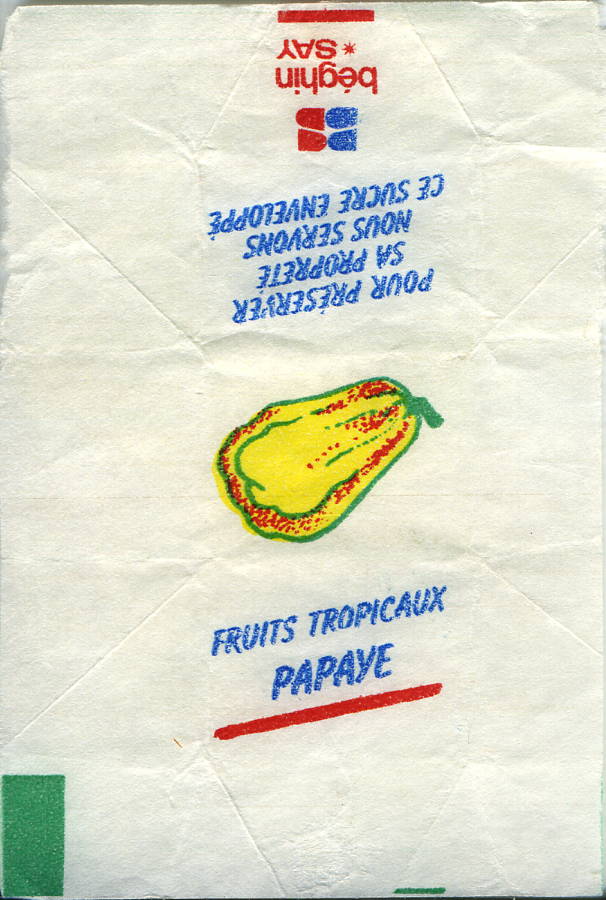 béghin
SAY
POUR PRÉSERVER
SA PROPRETÉ
NOUS SERVONS
CE SUCRE ENVELOPPÉ
FRUITS TROPICAUX
PAPAYE